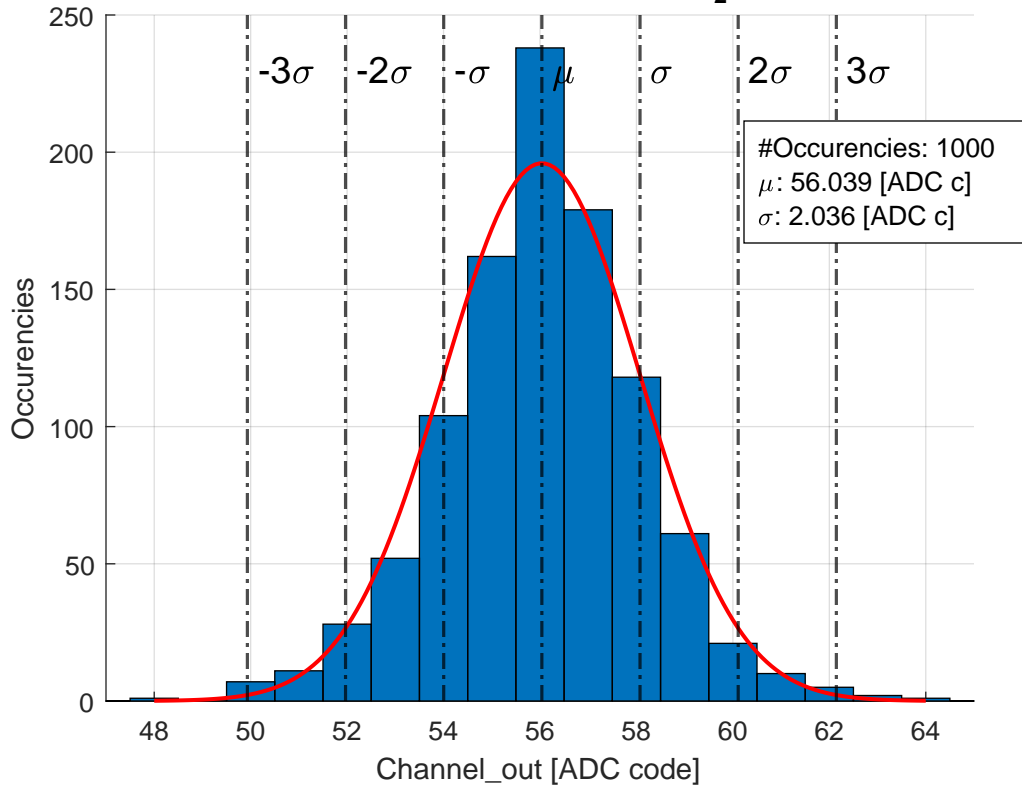 2
250
-3σ -2σ -σ μ σ 2σ 3σ
200
#Occurencies: 1000
μ: 56.039 [ADC c]
σ: 2.036 [ADC c]
150
Occurencies
100
50
0
48 50 52 54 56 58 60 62 64
Channel_out [ADC code]